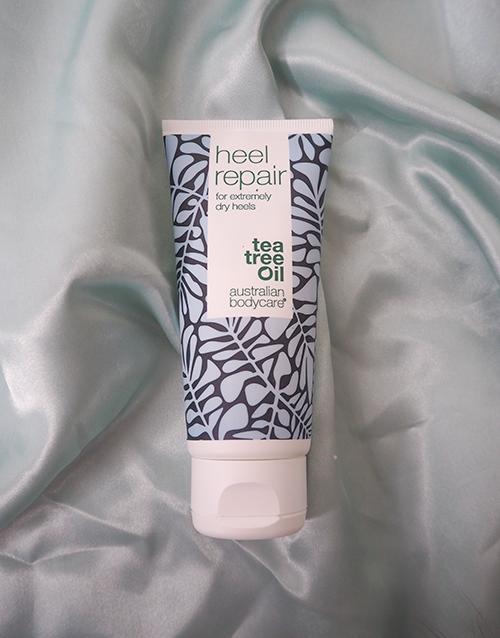 heel
repair
for extremely
dry heels
tea
tree
oil
australian
bodycare®